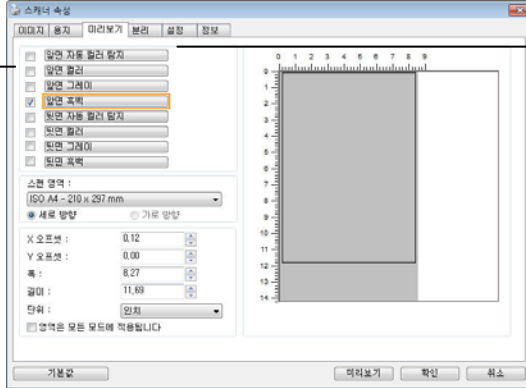 스캐너 속성
이미지 용지 미리보기 분리 설정 정보
앞면 자동 컬러 탐지
앞면 컬러
앞면 그레이
앞면 흑백
뒷면 자동 컬러 탐지
뒷면 컬러
뒷면 그레이
뒷면 흑백
스캔 영역 :
ISO A4 - 210 x 297 mm
세로 방향 가로 방향
X 오프셋 : 0,12
Y 오프셋 : 0,00
폭 : 8,27
길이 : 11,69
단위 : 인치
영역은 모든 모드에 적용됩니다
0 1 2 3 4 5 6 7 8 9
0
1
2
3
4
5
6
7
8
9
10
11
12
13
14
기본값 미리보기 확인 취소